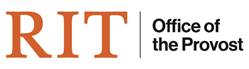 RIT
Office of
the Provost